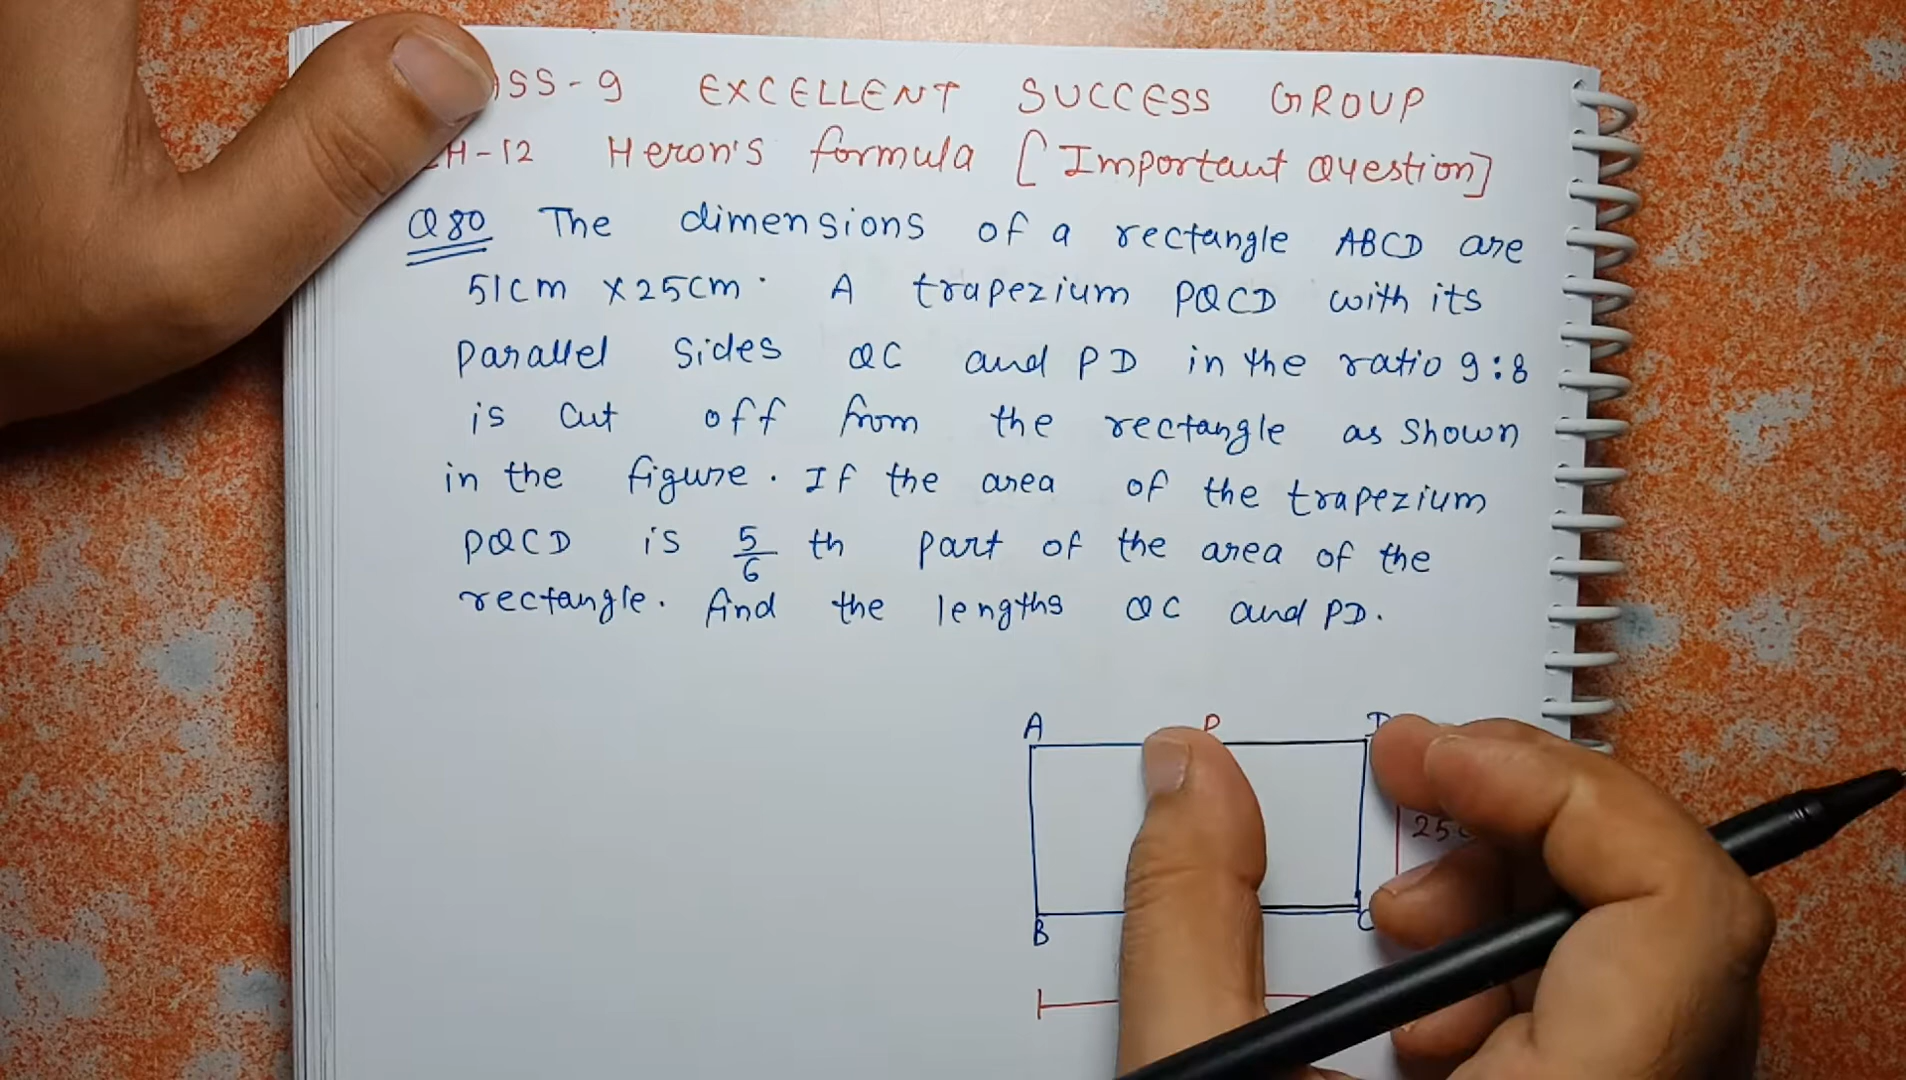 SS-9 EXCELLENT SUCCESS GROUP
H-12 Heron's formula [Important Question]
Q80 The dimensions of a rectangle ABCD are
51cm x 25cm. A trapezium PQCD with its
Parallel Sides QC and PD in the ratio 9:8
is cut off from the rectangle as shown
in the figure. If the area of the trapezium
PQCD is 5/6 th part of the area of the
rectangle. find the lengths QC and PD.
A P D
25
B C